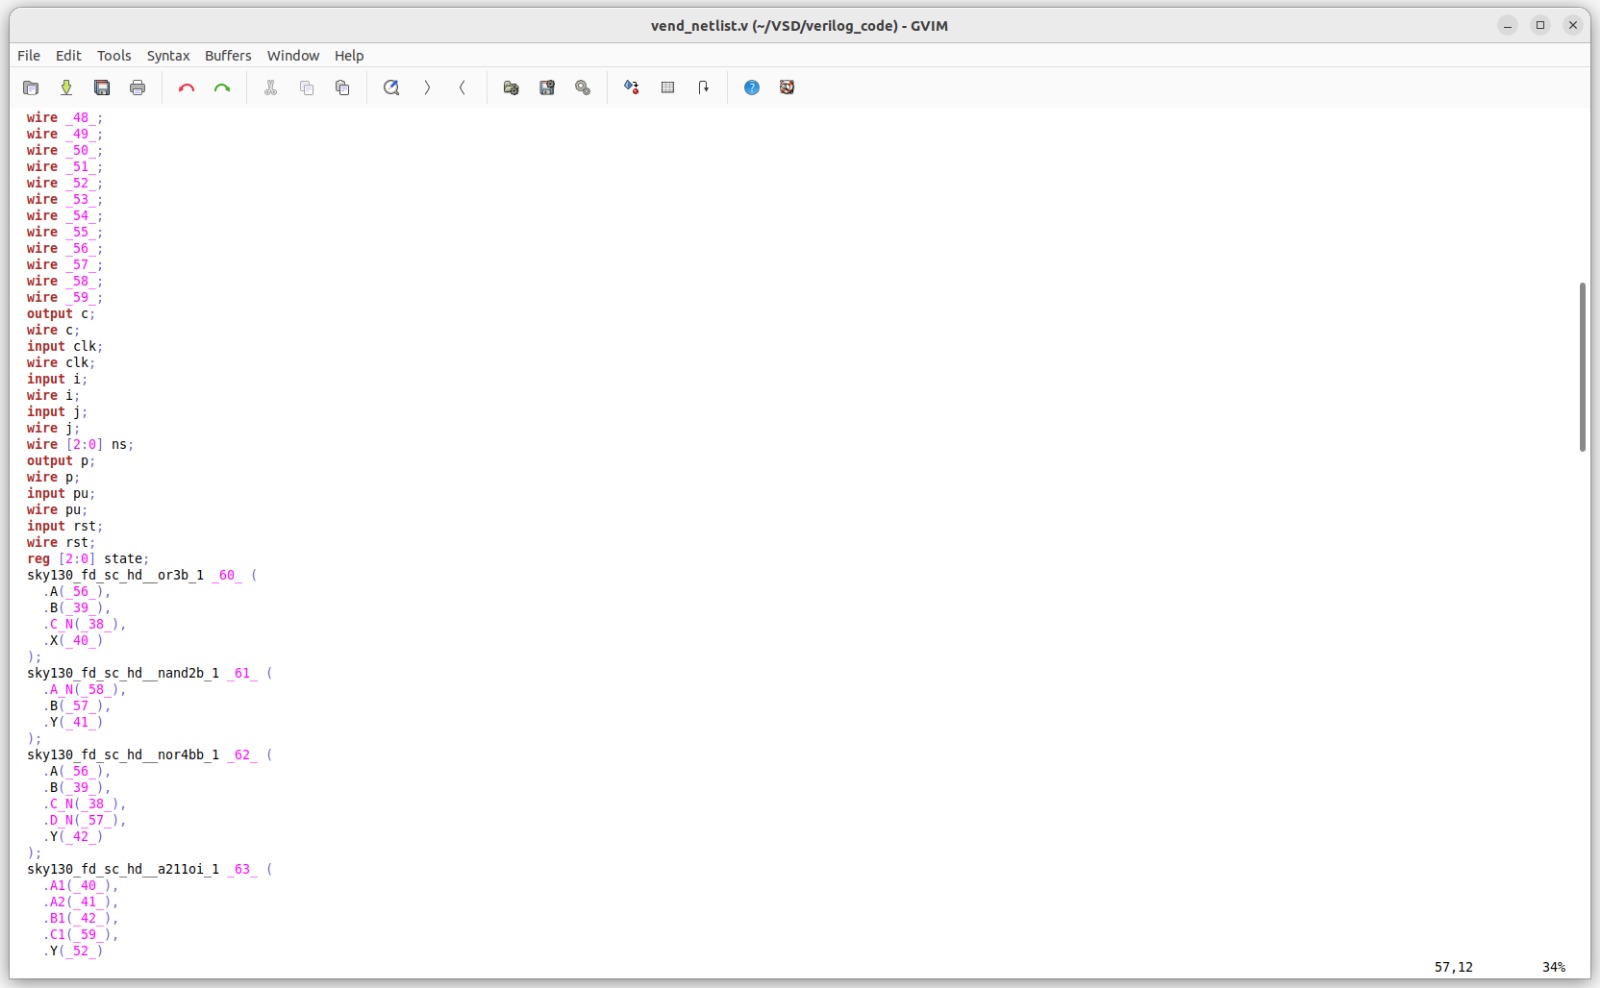 vend_netlist.v (~/VSD/verilog_code) - GVIM
File Edit Tools Syntax Buffers Window Help
wire _48_;
wire _49_;
wire _50_;
wire _51_;
wire _52_;
wire _53_;
wire _54_;
wire _55_;
wire _56_;
wire _57_;
wire _58_;
wire _59_;
output c;
wire c;
input clk;
wire clk;
input i;
wire i;
input j;
wire j;
wire [2:0] ns;
output p;
wire p;
input pu;
wire pu;
input rst;
wire rst;
reg [2:0] state;
sky130_fd_sc_hd__or3b_1 _60_ (
  .A(_56_),
  .B(_39_),
  .C_N(_38_),
  .X(_40_)
);
sky130_fd_sc_hd__nand2b_1 _61_ (
  .A_N(_58_),
  .B(_57_),
  .Y(_41_)
);
sky130_fd_sc_hd__nor4bb_1 _62_ (
  .A(_56_),
  .B(_39_),
  .C_N(_38_),
  .D_N(_57_),
  .Y(_42_)
);
sky130_fd_sc_hd__a211oi_1 _63_ (
  .A1(_40_),
  .A2(_41_),
  .B1(_42_),
  .C1(_59_),
  .Y(_52_)
57,12 34%